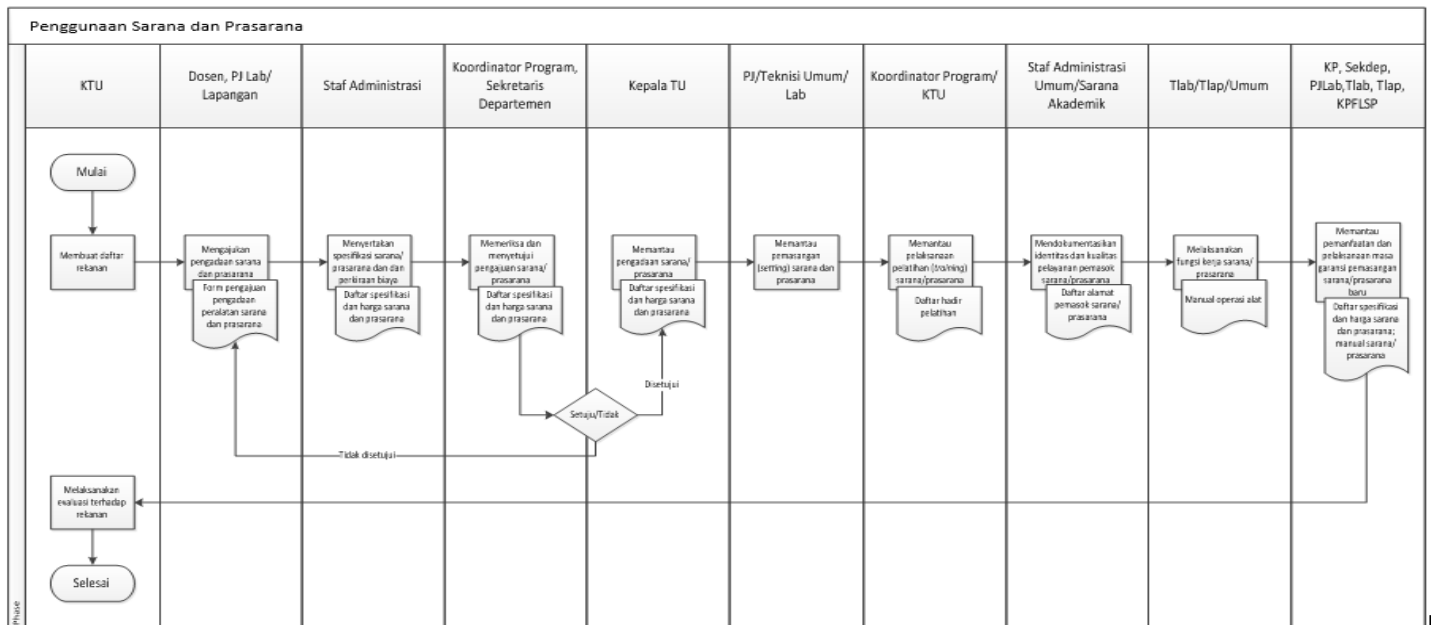 Penggunaan Sarana dan Prasarana
KTU
Dosen, PJ Lab/
Lapangan
Staf Administrasi
Koordinator Program,
Sekretaris
Departemen
Kepala TU
PJ/Teknisi Umum/
Lab
Koordinator Program/
KTU
Staf Administrasi
Umum/Sarana
Akademik
Tlab/Tlap/Umum
KP, Sekdep,
PJLab,Tlab, Tlap,
KPFLSP
Mulai
Membuat daftar
rekanan
Mengajukan
pengadaan sarana
dan prasarana
Form pengajuan
pengadaan
peralatan sarana
dan prasarana
Menyertakan
spesifikasi sarana/
prasarana dan dan
perkiraan biaya
Daftar spesifikasi
dan harga sarana
dan prasarana
Memeriksa dan
menyetujui
pengajuan sarana/
prasarana
Daftar spesifikasi
dan harga sarana
dan prasarana
Memantau
pengadaan sarana/
prasarana
Daftar spesifikasi
dan harga sarana
dan prasarana
Memantau
pemasangan
(setting) sarana dan
prasarana
Memantau
pelaksanaan
pelatihan (training)
sarana/prasarana
Daftar hadir
pelatihan
Mendokumentasikan
identitas dan kualitas
pelayanan pemasok
sarana/prasarana
Daftar alamat
pemasok sarana/
prasarana
Melaksanakan
fungsi kerja sarana/
prasarana
Manual operasi alat
Memantau
pemanfaatan dan
pelaksanaan masa
garansi pemasangan
sarana/prasarana
baru
Daftar spesifikasi
dan harga sarana
dan prasarana;
manual sarana/
prasarana
Disetujui
Setuju/Tidak
Tidak disetujui
Melaksanakan
evaluasi terhadap
rekanan
Selesai
Phase